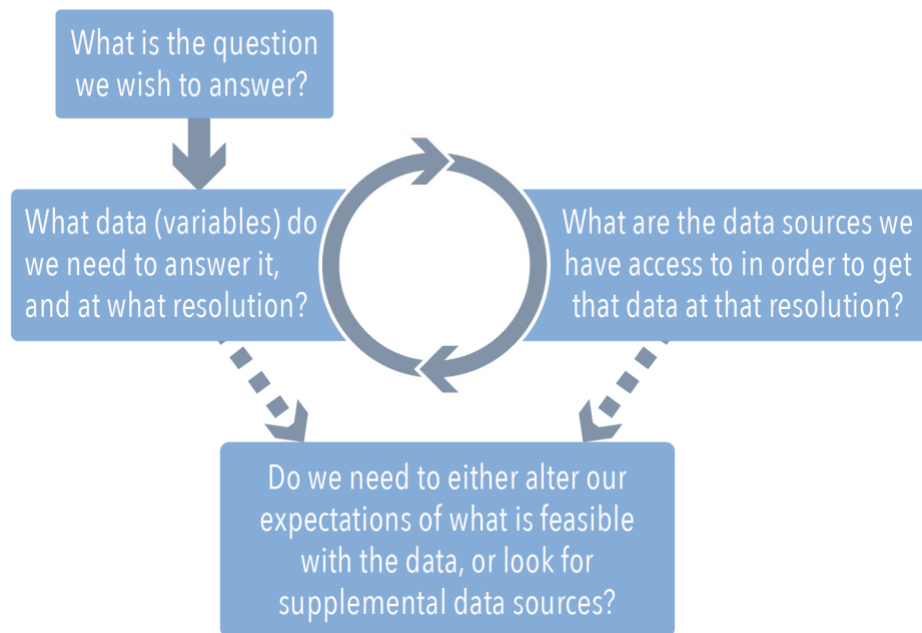 What is the question
we wish to answer?
What data (variables) do
we need to answer it,
and at what resolution?
What are the data sources we
have access to in order to get
that data at that resolution?
Do we need to either alter our
expectations of what is feasible
with the data, or look for
supplemental data sources?